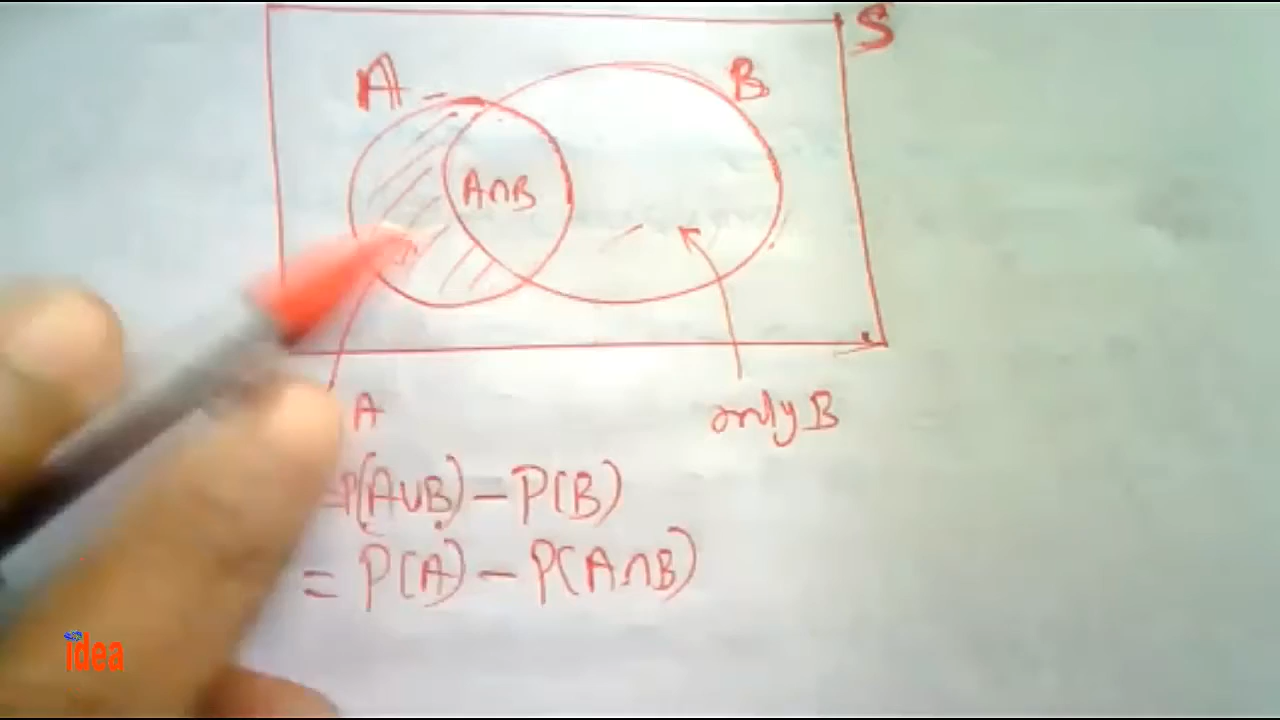 S
A B
A∩B
A only B
=P(A∪B) - P(B)
= P(A) - P(A∩B)
idea